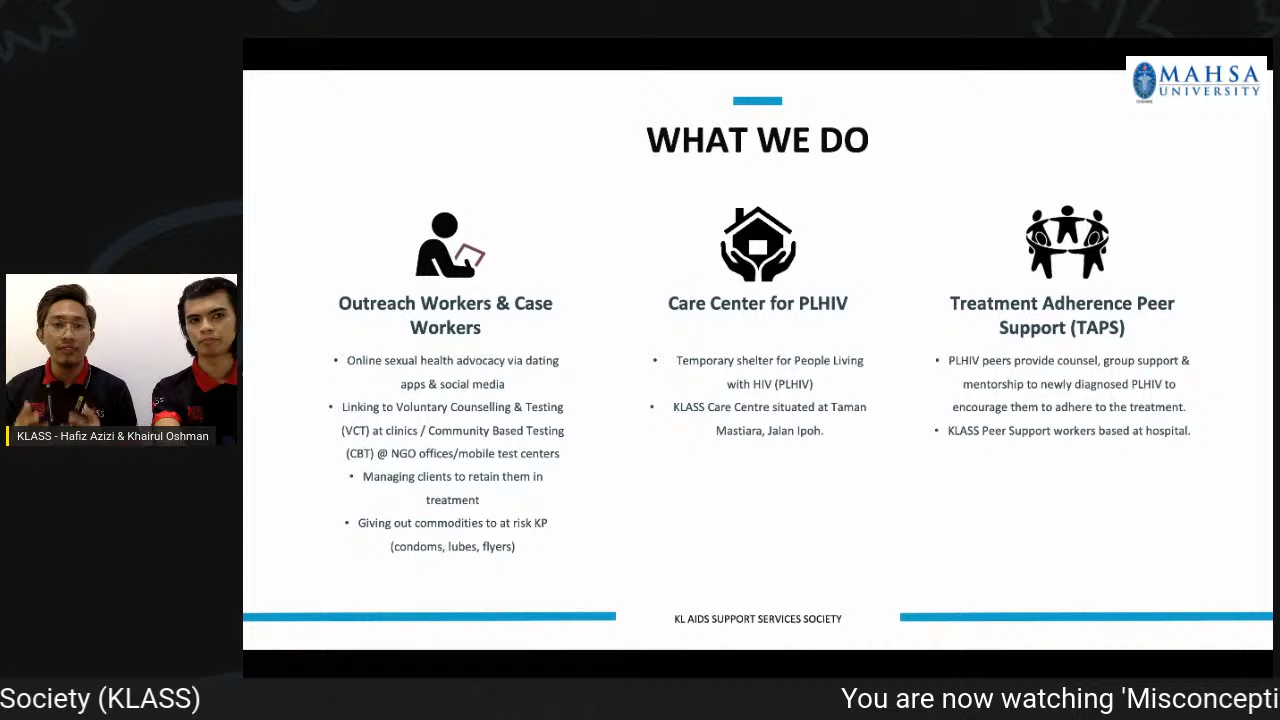 MAHSA
UNIVERSITY
WHAT WE DO
Outreach Workers & Case
Workers
• Online sexual health advocacy via dating
apps & social media
• Linking to Voluntary Counselling & Testing
(VCT) at clinics / Community Based Testing
(CBT) @ NGO offices/mobile test centers
• Managing clients to retain them in
treatment
• Giving out commodities to at risk KP
(condoms, lubes, flyers)
Care Center for PLHIV
• Temporary shelter for People Living
with HIV (PLHIV)
• KLASS Care Centre situated at Taman
Mastiara, Jalan Ipoh.
Treatment Adherence Peer
Support (TAPS)
• PLHIV peers provide counsel, group support &
mentorship to newly diagnosed PLHIV to
encourage them to adhere to the treatment.
• KLASS Peer Support workers based at hospital.
KLASS - Hafiz Azizi & Khairul Oshman
KL AIDS SUPPORT SERVICES SOCIETY
Society (KLASS)
You are now watching 'Misconcepti